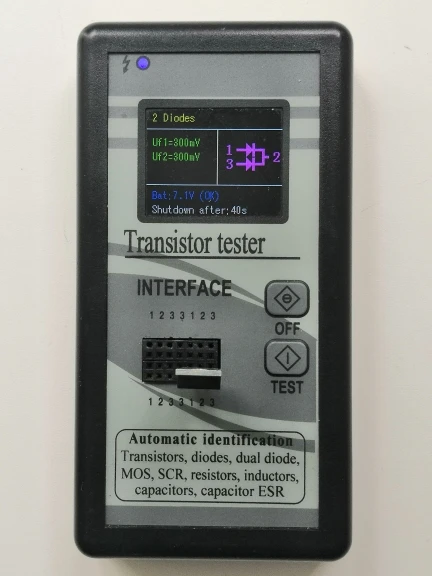 2 Diodes
Uf1=300mV
Uf2=300mV
1
3
2
Bat:7.1V (OK)
Shutdown after:40s
Transistor tester
INTERFACE
1 2 3 3 1 2 3
OFF
TEST
1 2 3 3 1 2 3
Automatic identification
Transistors, diodes, dual diode,
MOS, SCR, resistors, inductors,
capacitors, capacitor ESR